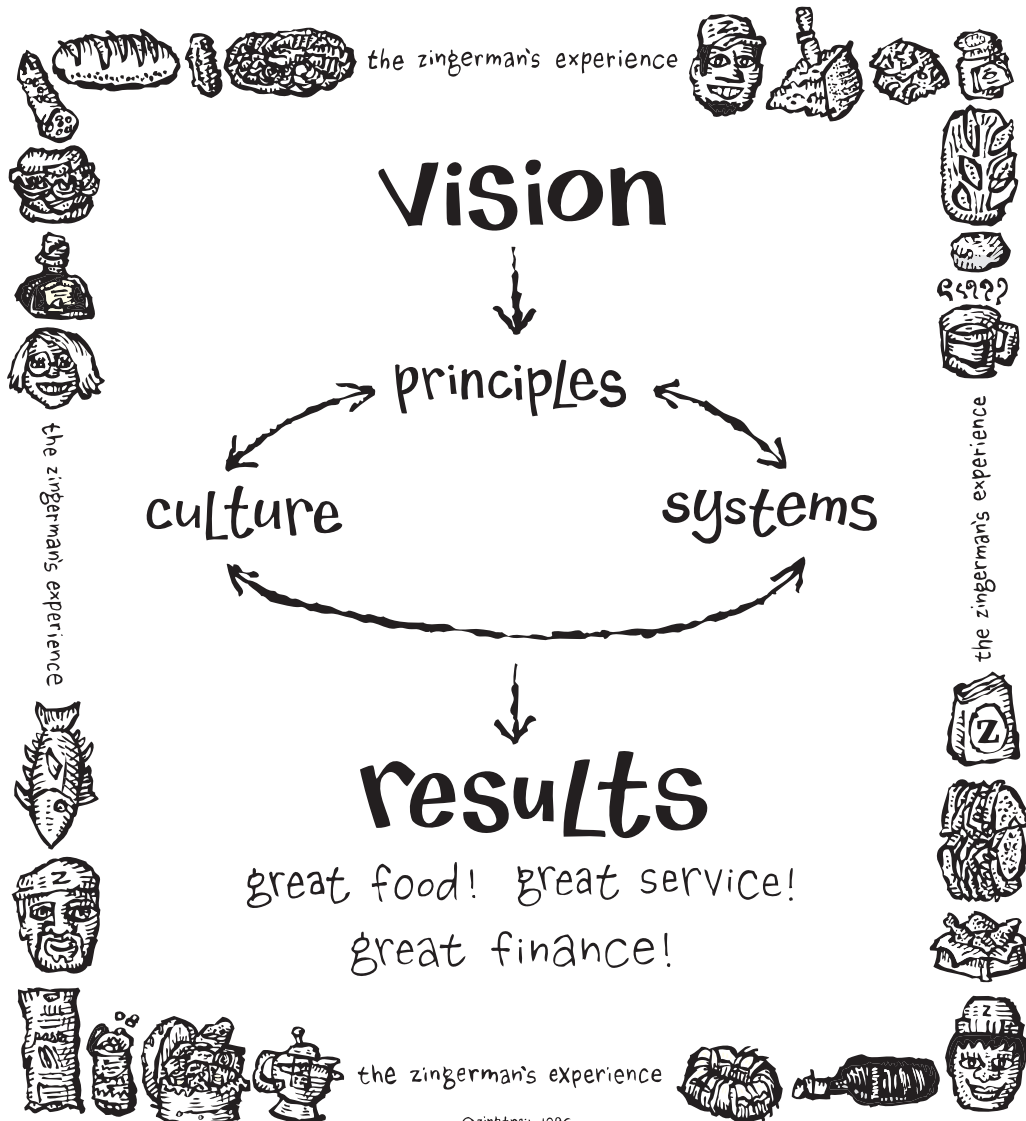 the zingerman's experience
vision
principles
culture
systems
the zingerman's experience
the zingerman's experience
results
great food! great service!
great finance!
the zingerman's experience
Z
Z
Z
Z